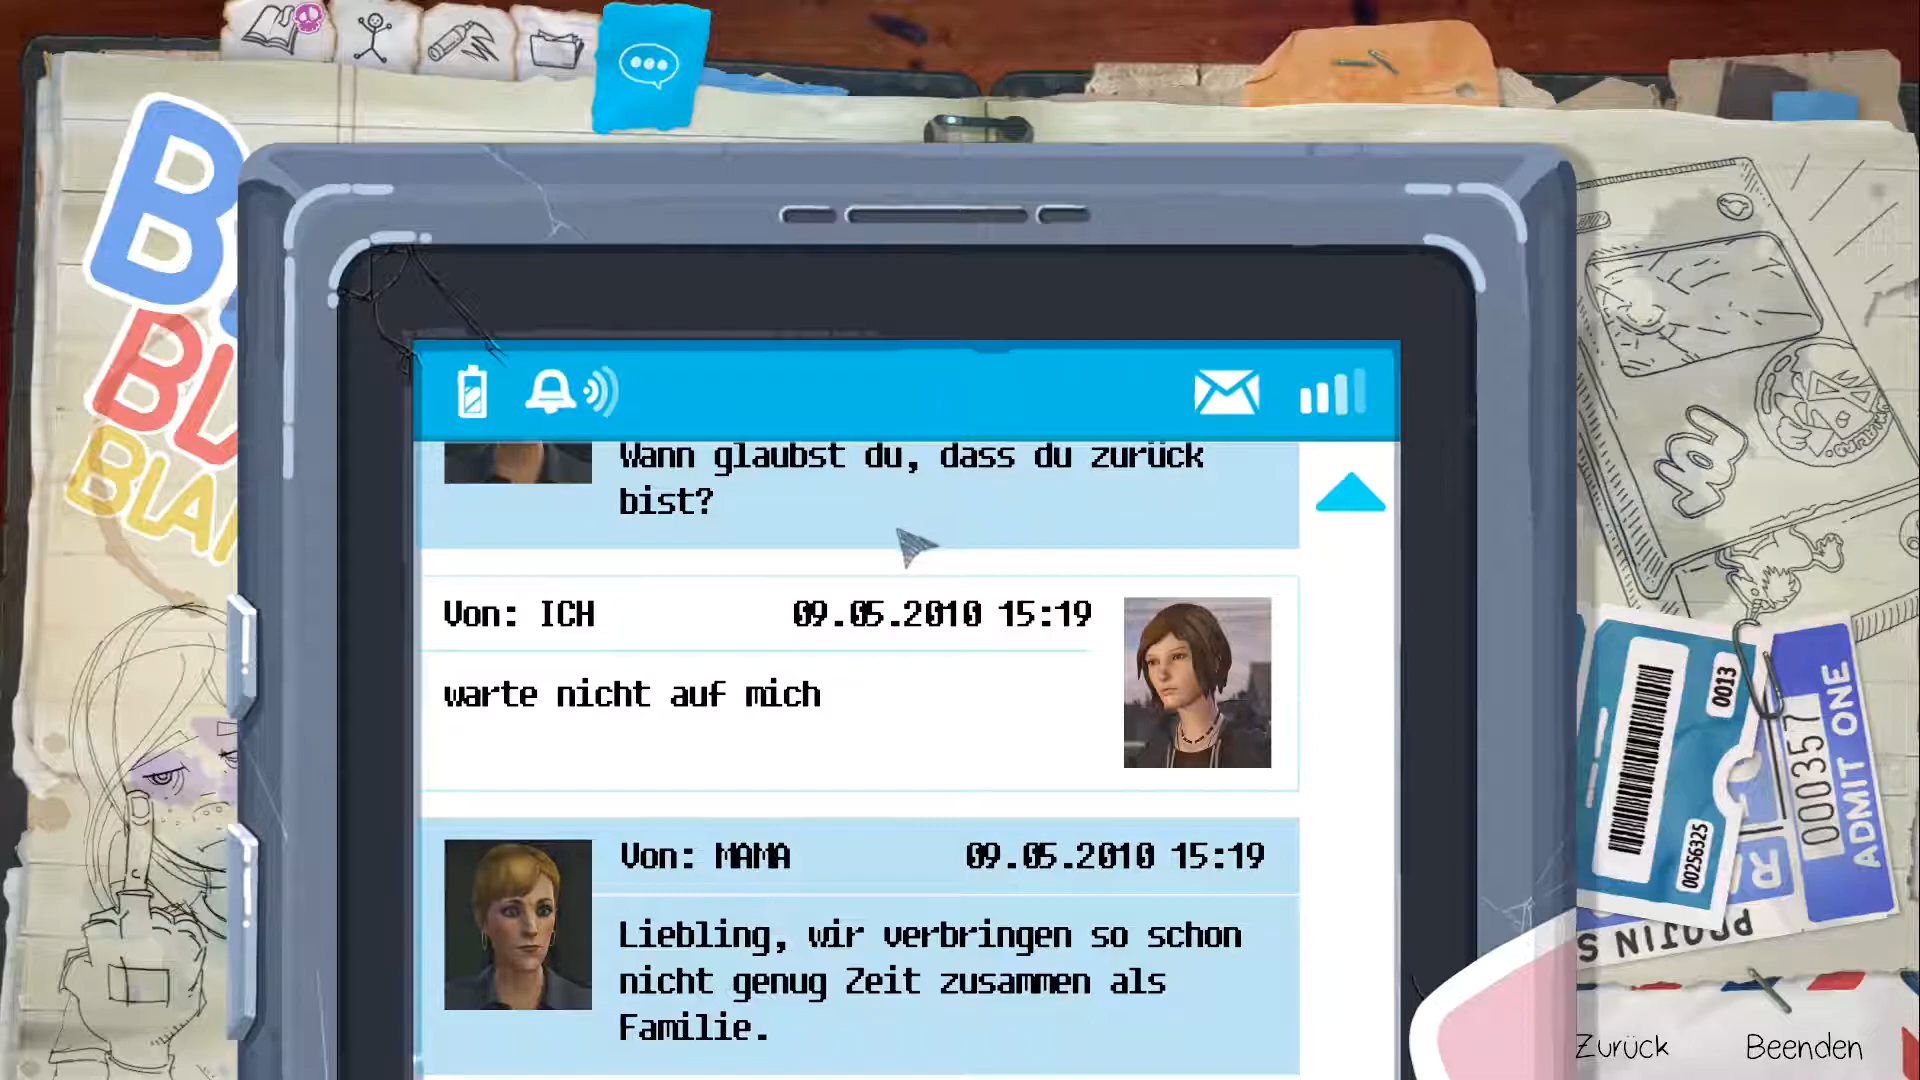 Wann glaubst du, dass du zurück
bist?
Von: ICH 09.05.2010 15:19
warte nicht auf mich
Von: MAMA 09.05.2010 15:19
Liebling, wir verbringen so schon
nicht genug Zeit zusammen als
Familie.
0013
00256325
000357
ADMIT ONE
Zurück Beenden